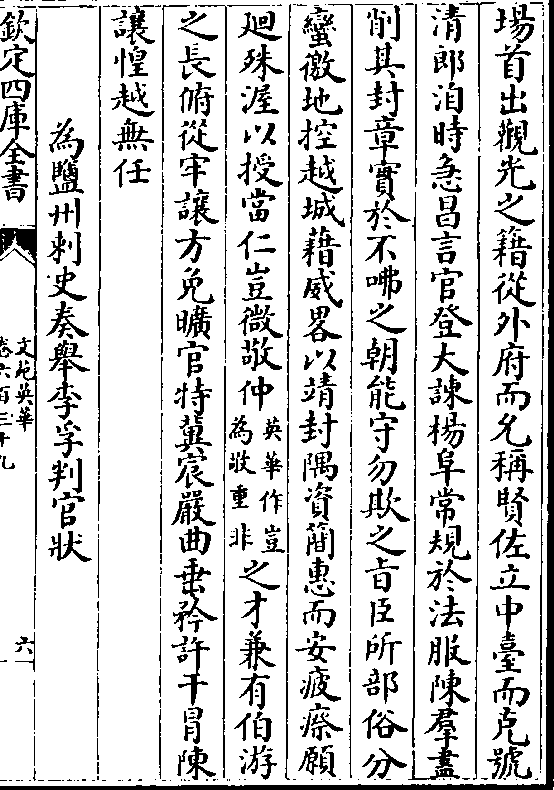 場首出觀光之籍從外府而允稱賢佐立中臺而克號
清郎洎時急昌言官登大諫楊阜常規於法服陳羣盡
削其封章實於不咈之朝能守勿欺之旨臣所部俗分
蠻徼地控越城藉威畧以靖封隅資簡惠而安疲瘵願
廻殊渥以授當仁豈微敬仲英華作豈為敬重非之才兼有伯游
之長俯從牢讓方免曠官特冀宸嚴曲垂矜許干冒陳
讓惶越無任
為鹽州刺史奏舉李孚判官狀
欽定四庫全書
文苑英華
卷六百三十九
六